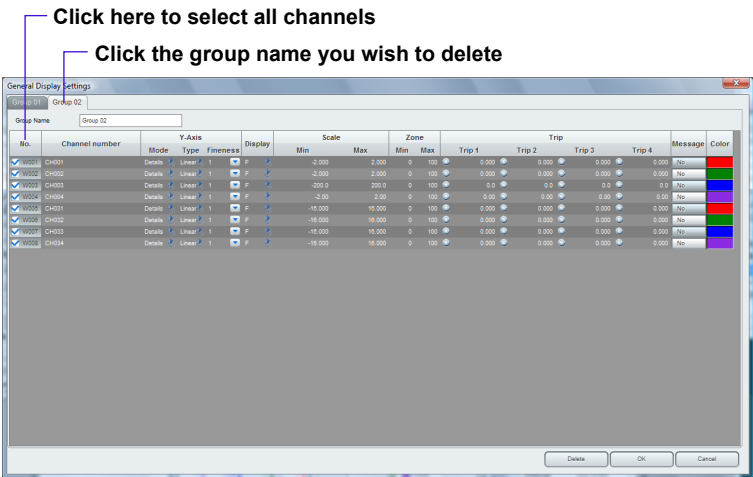 Click here to select all channels
Click the group name you wish to delete
General Display Settings
Group 01 Group 02
Group Name Group 02
No. Channel number Y-Axis Display Scale Zone Trip Message Color
Mode Type Fineness Min Max Min Max Trip 1 Trip 2 Trip 3 Trip 4
W001 CH001 Details Linear 1 F -2.000 2.000 0 100 0.000 0.000 0.000 0.000 No
W002 CH002 Details Linear 1 F -2.000 2.000 0 100 0.000 0.000 0.000 0.000 No
W003 CH003 Details Linear 1 F -200.0 200.0 0 100 0.0 0.0 0.0 0.0 No
W004 CH004 Details Linear 1 F -2.00 2.00 0 100 0.00 0.00 0.00 0.00 No
W005 CH031 Details Linear 1 F -16.000 16.000 0 100 0.000 0.000 0.000 0.000 No
W006 CH032 Details Linear 1 F -16.000 16.000 0 100 0.000 0.000 0.000 0.000 No
W007 CH033 Details Linear 1 F -16.000 16.000 0 100 0.000 0.000 0.000 0.000 No
W008 CH034 Details Linear 1 F -16.000 16.000 0 100 0.000 0.000 0.000 0.000 No
Delete OK Cancel